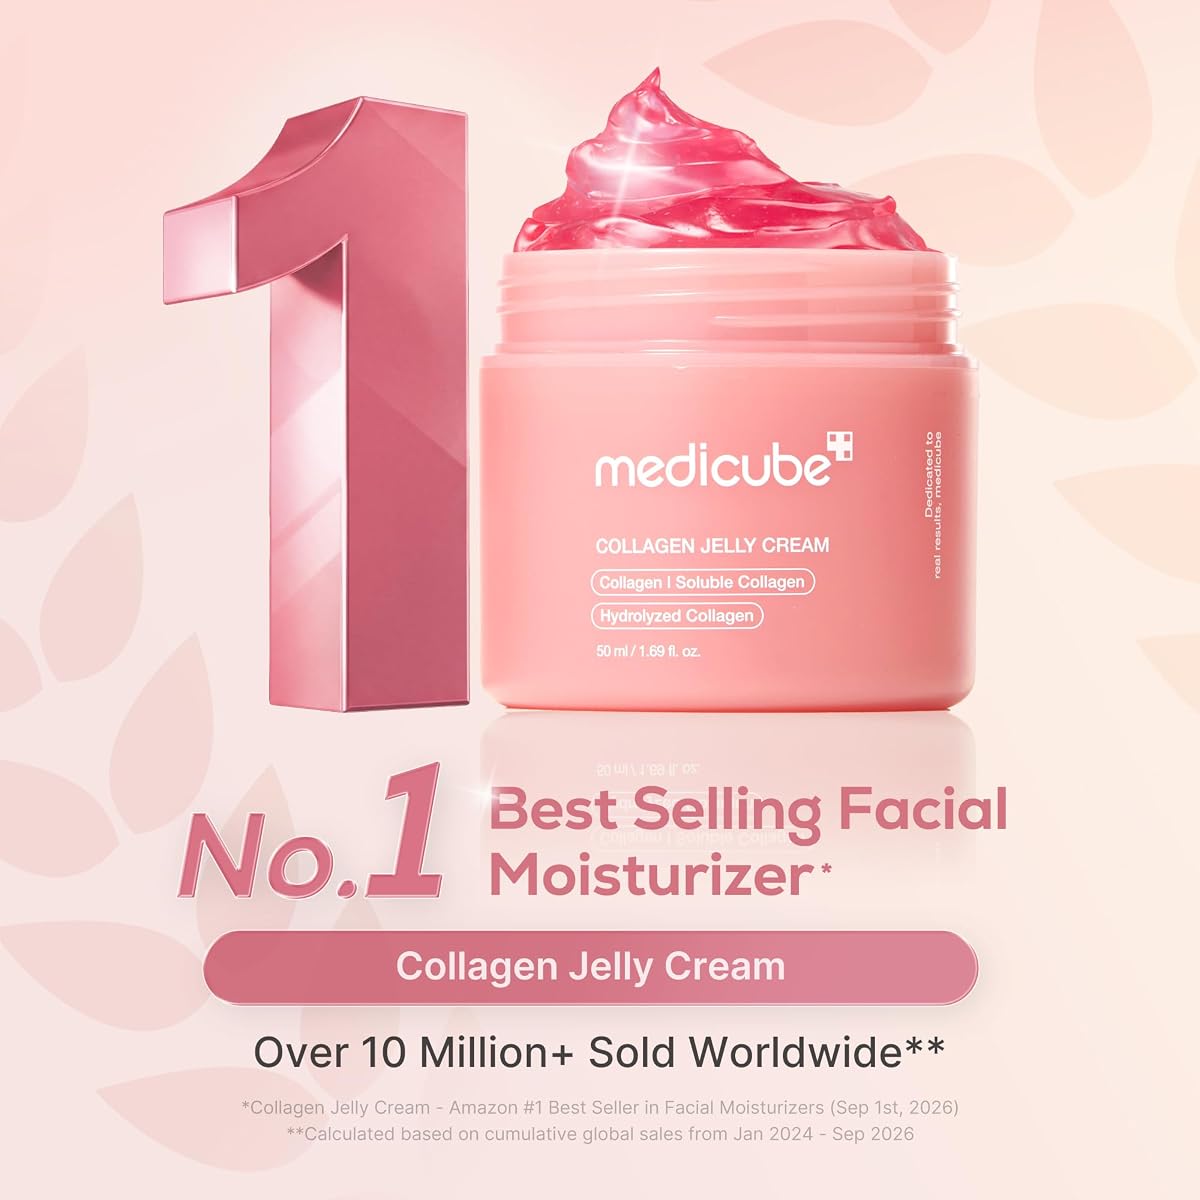 1
medicube
COLLAGEN JELLY CREAM
Collagen I Soluble Collagen
Hydrolyzed Collagen
50 ml / 1.69 fl. oz.
Dedicated to
real results, medicube
No.1
Best Selling Facial
Moisturizer*
Collagen Jelly Cream
Over 10 Million+ Sold Worldwide**
*Collagen Jelly Cream - Amazon #1 Best Seller in Facial Moisturizers (Sep 1st, 2026)
**Calculated based on cumulative global sales from Jan 2024 - Sep 2026